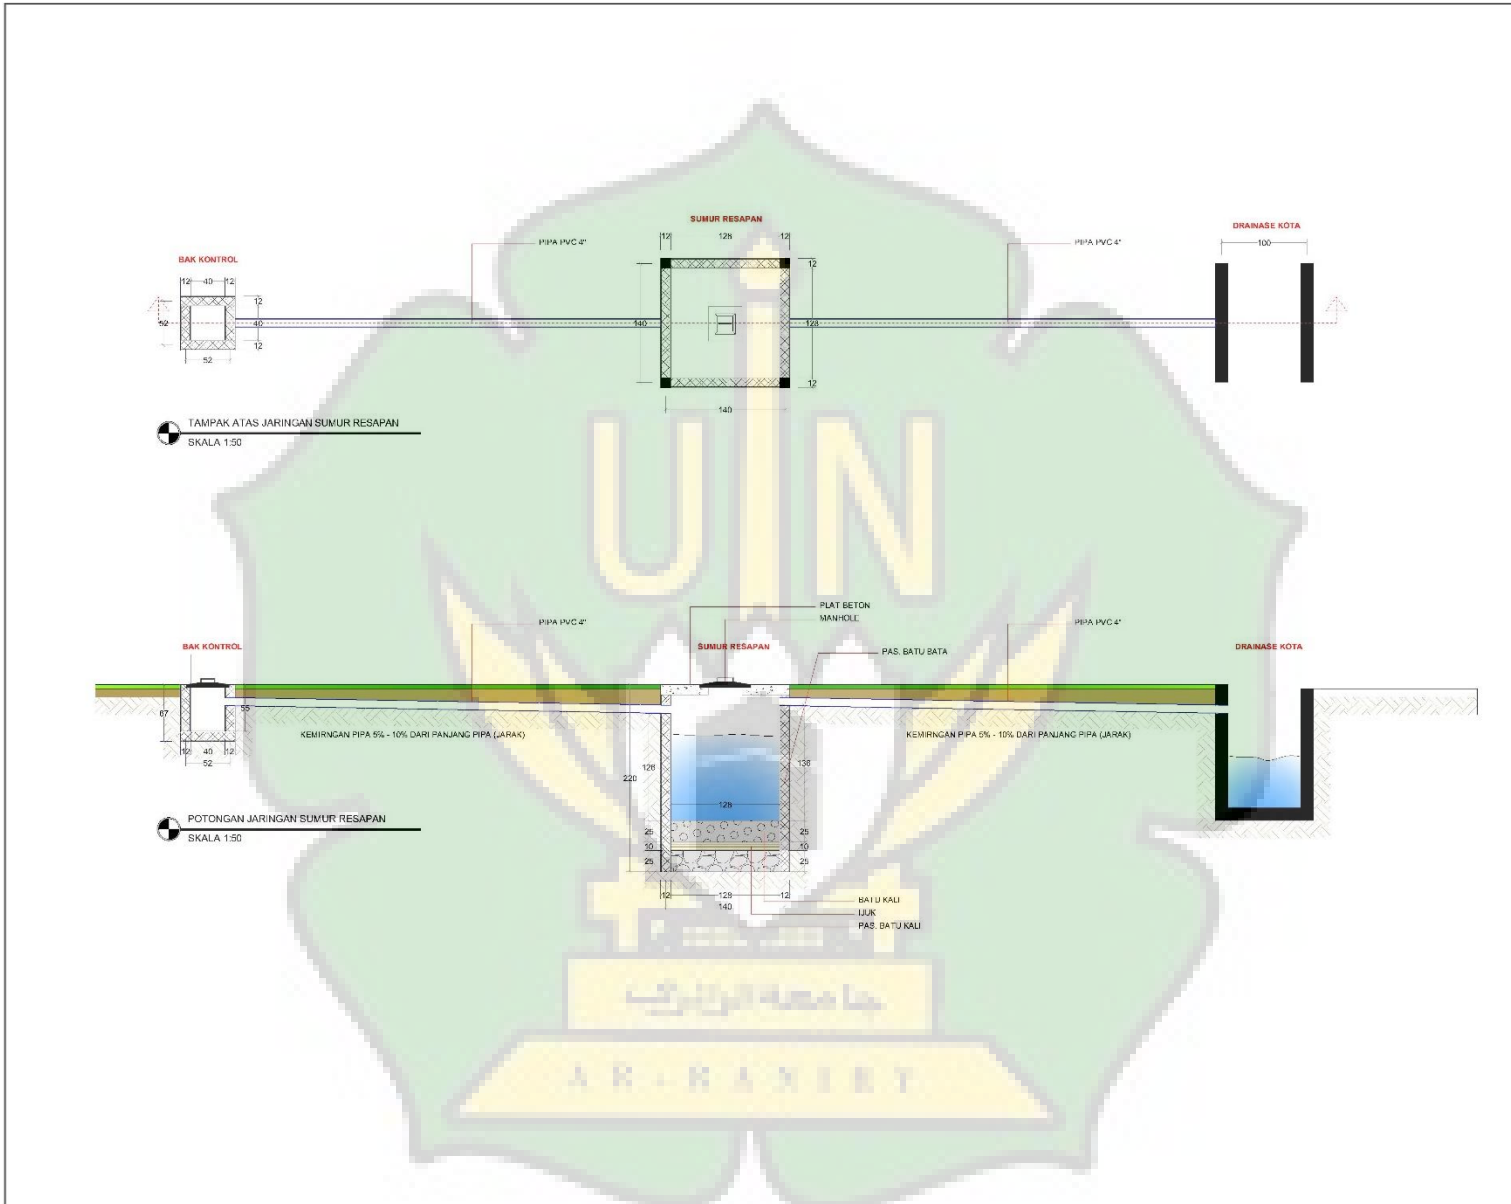 SUMUR RESAPAN
12 128 12
PIPA PVC 4"
PIPA PVC 4"
DRAINASE KOTA
100
BAK KONTROL
12 40 12
12
52
40
12
52
12
140
128
12
140
TAMPAK ATAS JARINGAN SUMUR RESAPAN
SKALA 1:50
UIN
PLAT BETON
MANHOLE
PIPA PVC 4"
PIPA PVC 4"
BAK KONTROL
SUMUR RESAPAN
PAS. BATU BATA
DRAINASE KOTA
67
55
KEMIRNGAN PIPA 5% - 10% DARI PANJANG PIPA (JARAK)
KEMIRNGAN PIPA 5% - 10% DARI PANJANG PIPA (JARAK)
12 40 12
52
220
128
25
10
25
25
10
25
12 128 12
140
BATU KALI
IJUK
PAS. BATU KALI
POTONGAN JARINGAN SUMUR RESAPAN
SKALA 1:50
AR-RANIRY